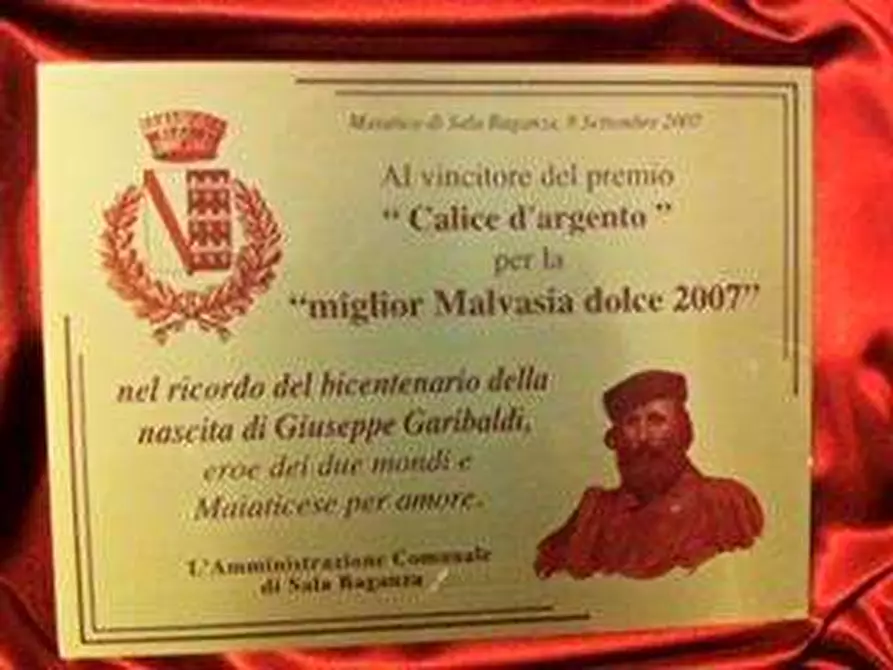 Maiatico di Sala Baganza, 9 Settembre 2007
Al vincitore del premio
“ Calice d'argento ”
per la
“miglior Malvasia dolce 2007”
nel ricordo del bicentenario della
nascita di Giuseppe Garibaldi,
eroe dei due mondi e
Maiaticese per amore.
L'Amministrazione Comunale
di Sala Baganza